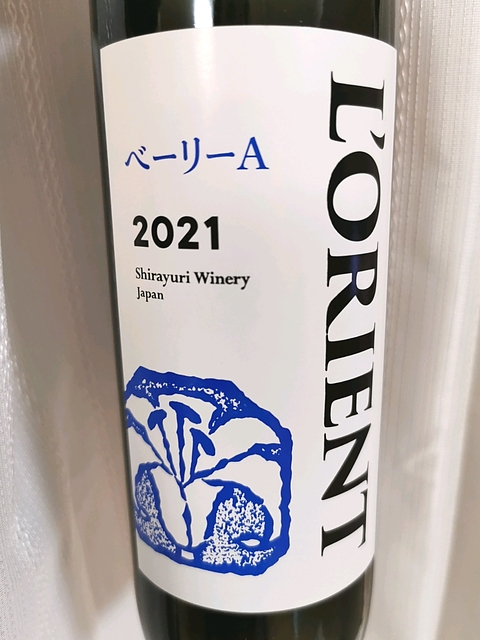 ベーリーA
2021
Shirayuri Winery
Japan
L'ORIENT